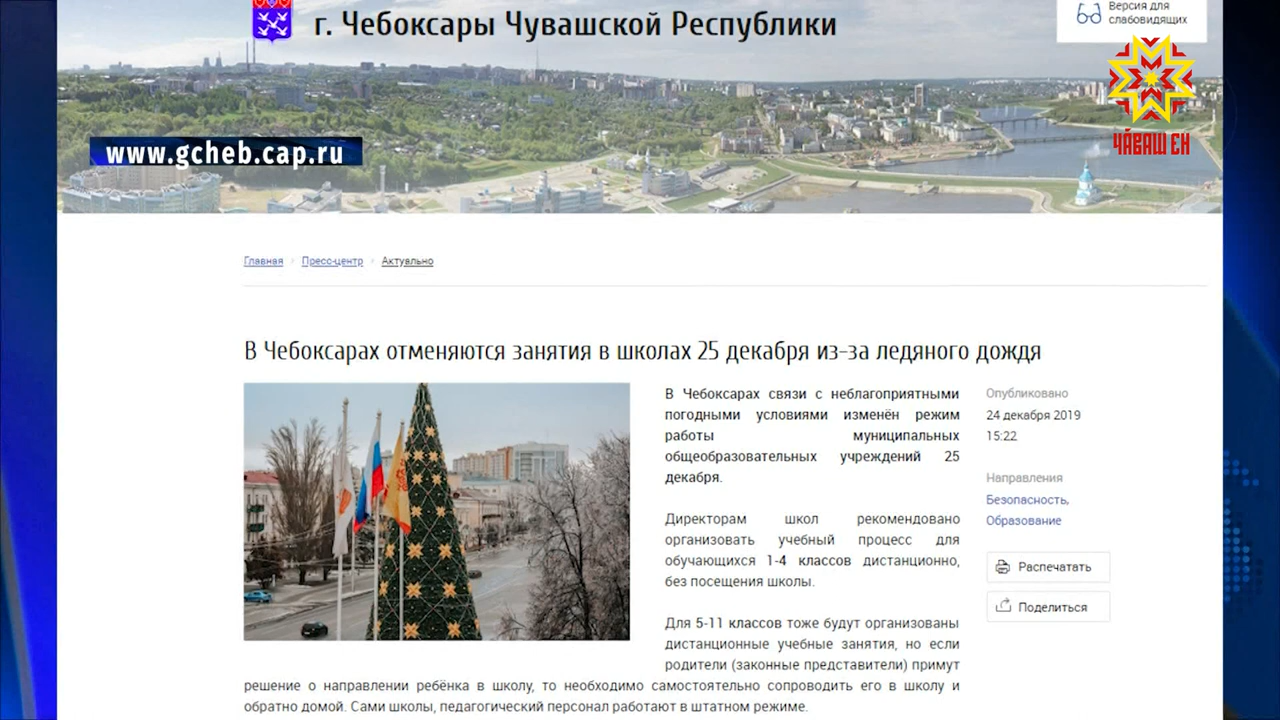 г. Чебоксары Чувашской Республики
Версия для
слабовидящих
ЧӐВАШ ЕН
www.gcheb.cap.ru
Главная / Пресс-центр / Актуально
В Чебоксарах отменяются занятия в школах 25 декабря из-за ледяного дождя
В Чебоксарах связи с неблагоприятными
погодными условиями изменён режим
работы муниципальных
общеобразовательных учреждений 25
декабря.
Директорам школ рекомендовано
организовать учебный процесс для
обучающихся 1-4 классов дистанционно,
без посещения школы.
Для 5-11 классов тоже будут организованы
дистанционные учебные занятия, но если
родители (законные представители) примут
решение о направлении ребёнка в школу, то необходимо самостоятельно сопроводить его в школу и
обратно домой. Сами школы, педагогический персонал работают в штатном режиме.
Опубликовано
24 декабря 2019
15:22
Направления
Безопасность,
Образование
Распечатать
Поделиться